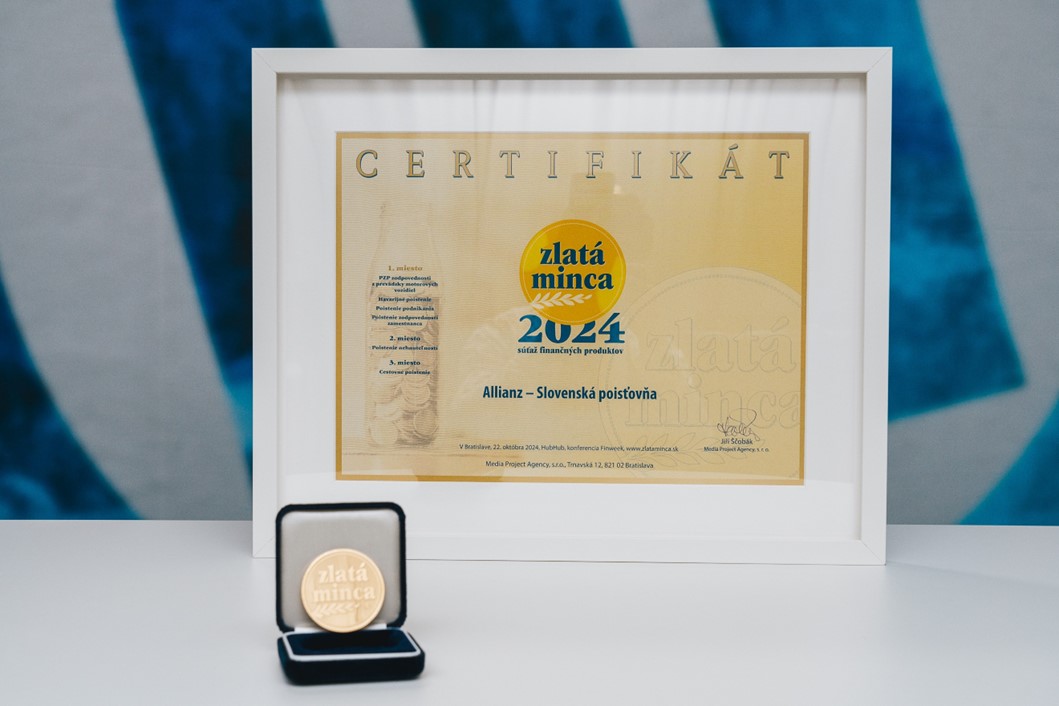 CERTIFIKÁT
zlatá
minca
2024
súťaž finančných produktov
1. miesto
PZP zodpovednosti
z prevádzky motorových
vozidiel
Havarijné poistenie
Poistenie podnikania
Poistenie zodpovednosti
zamestnanca
2. miesto
Poistenie nehnuteľnosti
3. miesto
Cestovné poistenie
Allianz – Slovenská poisťovňa
zlatá
minca
V Bratislave, 22. októbra 2024, HubHub, konferencia Finweek, www.zlataminca.sk
Jiří Ščobák
Media Project Agency, s. r. o.
Media Project Agency, s.r.o., Trnavská 12, 821 02 Bratislava
zlatá
minca